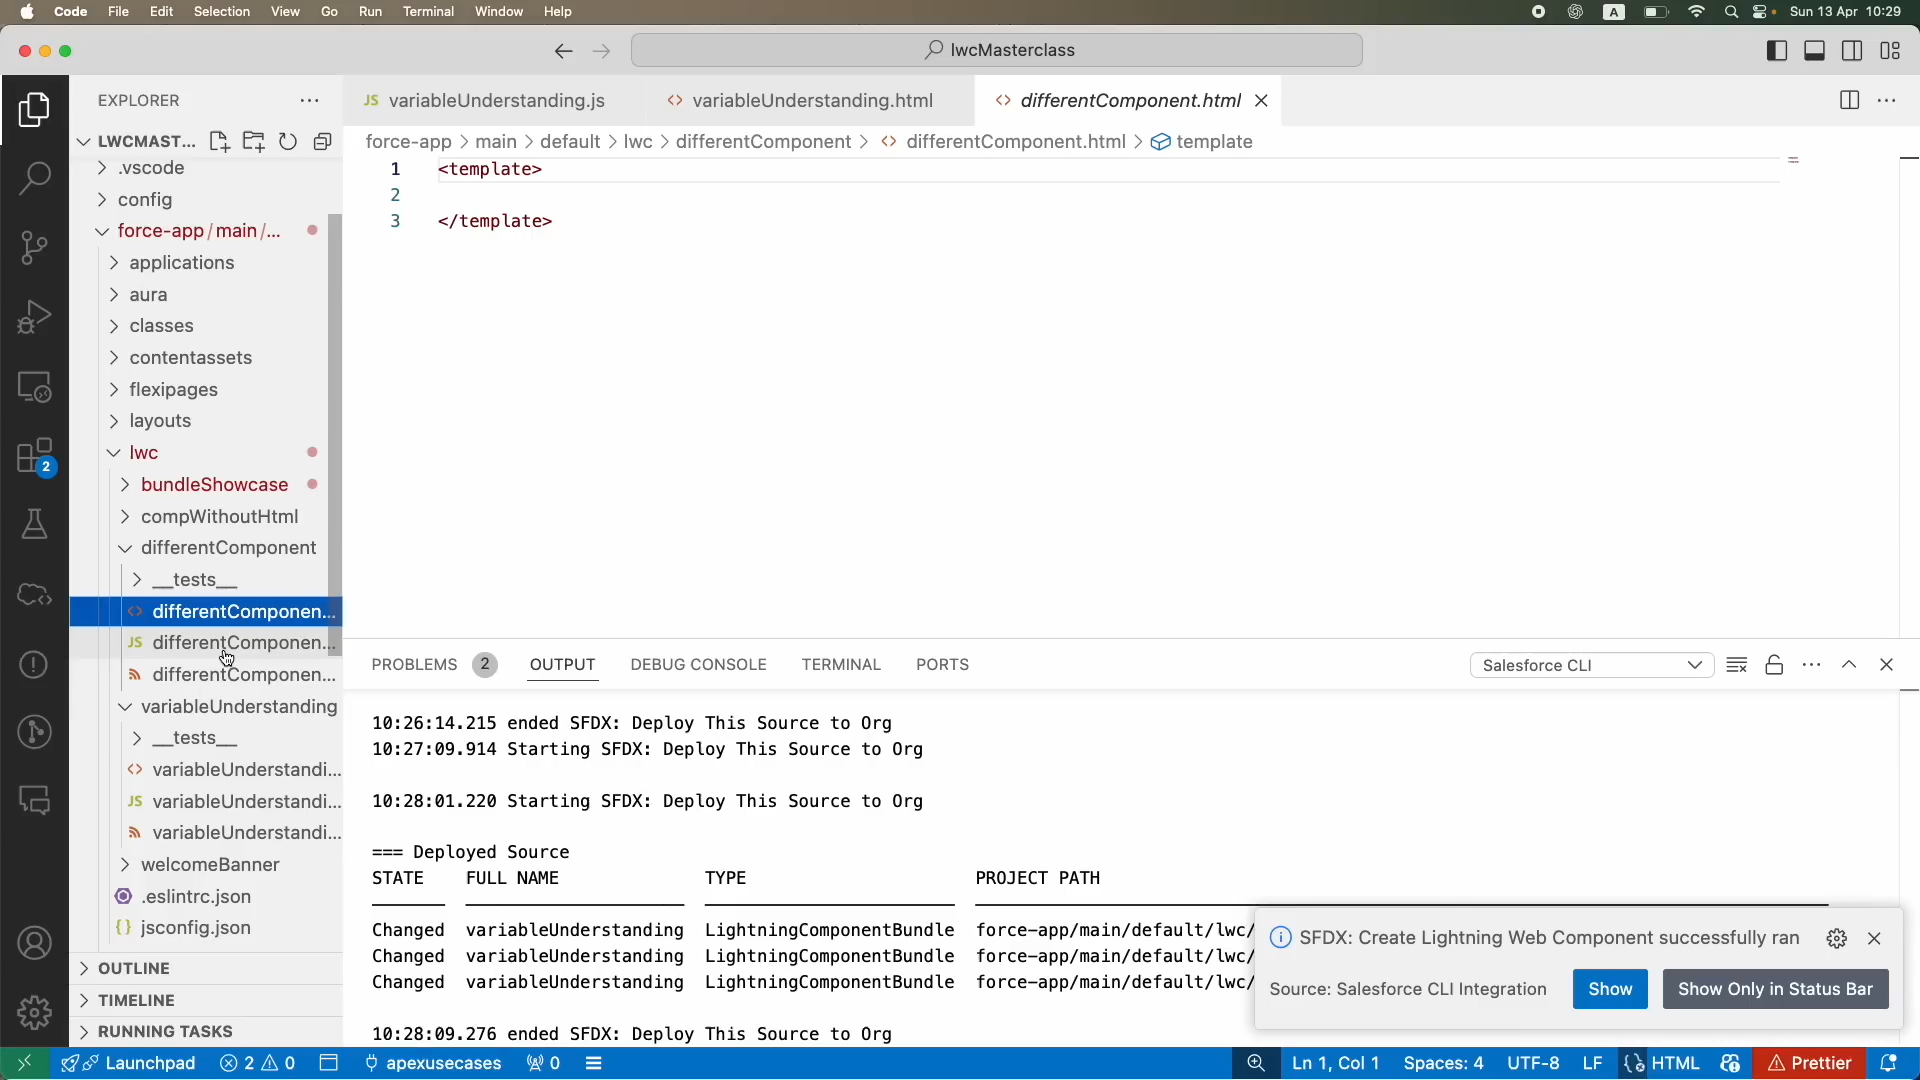 Code File Edit Selection View Go Run Terminal Window Help A Sun 13 Apr 10:29
lwcMasterclass
EXPLORER
JS variableUnderstanding.js <> variableUnderstanding.html <> differentComponent.html
LWCMAST...
force-app > main > default > lwc > differentComponent > <> differentComponent.html > template
.vscode
config
force-app/main/...
applications
aura
classes
contentassets
flexipages
layouts
lwc
bundleShowcase
compWithoutHtml
differentComponent
__tests__
<> differentComponen...
JS differentComponen...
differentComponen...
variableUnderstanding
__tests__
<> variableUnderstandi...
JS variableUnderstandi...
variableUnderstandi...
welcomeBanner
.eslintrc.json
{} jsconfig.json
OUTLINE
TIMELINE
RUNNING TASKS
2
1 <template>
2
3 </template>
PROBLEMS 2 OUTPUT DEBUG CONSOLE TERMINAL PORTS Salesforce CLI
10:26:14.215 ended SFDX: Deploy This Source to Org
10:27:09.914 Starting SFDX: Deploy This Source to Org
10:28:01.220 Starting SFDX: Deploy This Source to Org
=== Deployed Source
STATE FULL NAME TYPE PROJECT PATH
Changed variableUnderstanding LightningComponentBundle force-app/main/default/lwc/
Changed variableUnderstanding LightningComponentBundle force-app/main/default/lwc/
Changed variableUnderstanding LightningComponentBundle force-app/main/default/lwc/
10:28:09.276 ended SFDX: Deploy This Source to Org
SFDX: Create Lightning Web Component successfully ran
Source: Salesforce CLI Integration Show Show Only in Status Bar
Launchpad 2 0 apexusecases 0 Ln 1, Col 1 Spaces: 4 UTF-8 LF HTML Prettier